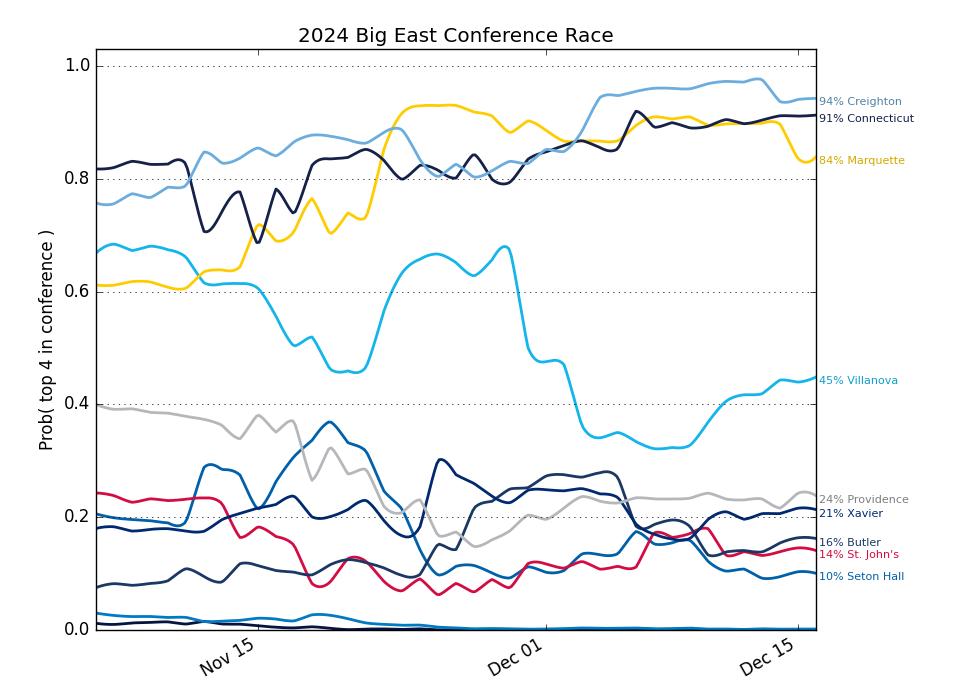 2024 Big East Conference Race
Prob( top 4 in conference )
1.0
0.8
0.6
0.4
0.2
0.0
Nov 15
Dec 01
Dec 15
94% Creighton
91% Connecticut
84% Marquette
45% Villanova
24% Providence
21% Xavier
16% Butler
14% St. John's
10% Seton Hall